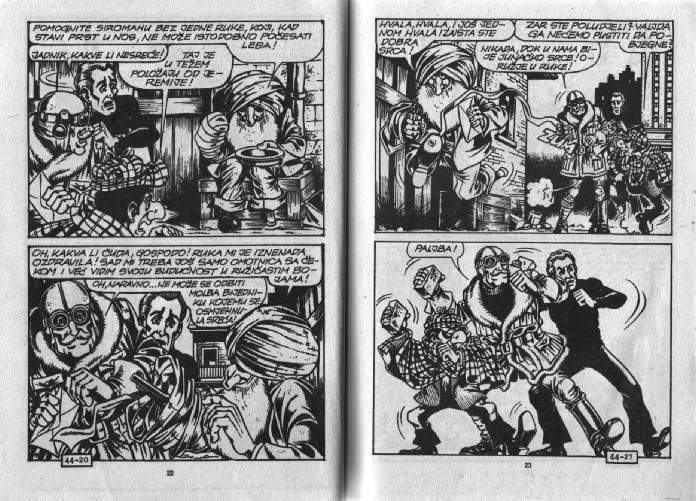 POMOGNITE SIROMAHU BEZ JEDNE RUKE, KOJI, KAD
STAVI PRST U NOS, NE MOŽE ISTODOBNO POČESATI
LEĐA!
JADNIK, KAKVE LI NESREĆE!
TAJ JE
U TEŽEM
POLOŽAJU OD JE-
REMIJE!
OH, KAKVA LI ČUDA, GOSPODO! RUKA MI JE IZNENADA
OZDRAVILA! SAD MI TREBA JOŠ SAMO OMOTNICA SA ČE-
KOM I VEĆ VIDIM SVOJU BUDUĆNOST U RUŽIČASTIM BO-
JAMA!
OH, NARAVNO... NE MOŽE SE ODBITI
MOLBA BIJEDNI-
KU KOJEMU SE
OSMJEHNU-
LA SREĆA!
44-20
22
HVALA, HVALA, I JOŠ JED-
NOM HVALA! ZAISTA STE
DOBRA
SRCA!
ZAR STE POLUDJELI? VALJDA
GA NEĆEMO PUSTITI DA PO-
BJEGNE?
NIKADA, DOK U NAMA BI-
JE JUNAČKO SRCE! O-
RUŽJE U RUKE!
PALJBA!
44-21
23